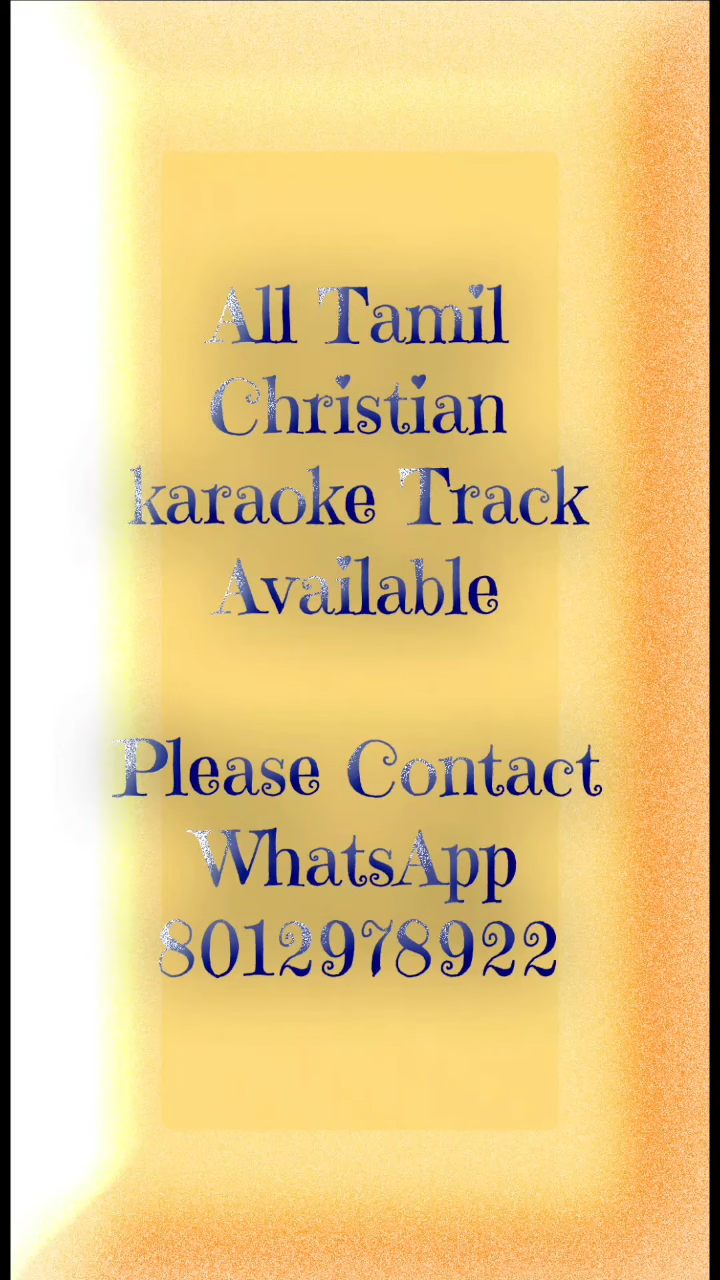 All Tamil
Christian
karaoke Track
Available
Please Contact
WhatsApp
8012978922